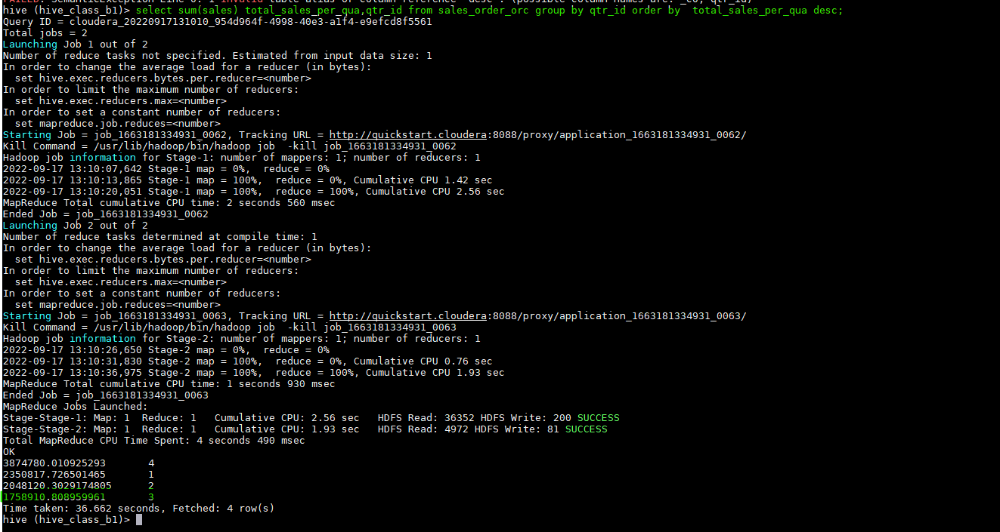 hive (hive_class_b1)> select sum(sales) total_sales_per_qua,qtr_id from sales_order_orc group by qtr_id order by  total_sales_per_qua desc;
Query ID = cloudera_20220917131010_954d964f-4998-40e3-a1f4-e9efcd8f5561
Total jobs = 2
Launching Job 1 out of 2
Number of reduce tasks not specified. Estimated from input data size: 1
In order to change the average load for a reducer (in bytes):
  set hive.exec.reducers.bytes.per.reducer=<number>
In order to limit the maximum number of reducers:
  set hive.exec.reducers.max=<number>
In order to set a constant number of reducers:
  set mapreduce.job.reduces=<number>
Starting Job = job_1663181334931_0062, Tracking URL = http://quickstart.cloudera:8088/proxy/application_1663181334931_0062/
Kill Command = /usr/lib/hadoop/bin/hadoop job  -kill job_1663181334931_0062
Hadoop job information for Stage-1: number of mappers: 1; number of reducers: 1
2022-09-17 13:10:07,642 Stage-1 map = 0%,  reduce = 0%
2022-09-17 13:10:13,865 Stage-1 map = 100%,  reduce = 0%, Cumulative CPU 1.42 sec
2022-09-17 13:10:20,051 Stage-1 map = 100%,  reduce = 100%, Cumulative CPU 2.56 sec
MapReduce Total cumulative CPU time: 2 seconds 560 msec
Ended Job = job_1663181334931_0062
Launching Job 2 out of 2
Number of reduce tasks determined at compile time: 1
In order to change the average load for a reducer (in bytes):
  set hive.exec.reducers.bytes.per.reducer=<number>
In order to limit the maximum number of reducers:
  set hive.exec.reducers.max=<number>
In order to set a constant number of reducers:
  set mapreduce.job.reduces=<number>
Starting Job = job_1663181334931_0063, Tracking URL = http://quickstart.cloudera:8088/proxy/application_1663181334931_0063/
Kill Command = /usr/lib/hadoop/bin/hadoop job  -kill job_1663181334931_0063
Hadoop job information for Stage-2: number of mappers: 1; number of reducers: 1
2022-09-17 13:10:26,650 Stage-2 map = 0%,  reduce = 0%
2022-09-17 13:10:31,830 Stage-2 map = 100%,  reduce = 0%, Cumulative CPU 0.76 sec
2022-09-17 13:10:36,975 Stage-2 map = 100%,  reduce = 100%, Cumulative CPU 1.93 sec
MapReduce Total cumulative CPU time: 1 seconds 930 msec
Ended Job = job_1663181334931_0063
MapReduce Jobs Launched:
Stage-Stage-1: Map: 1  Reduce: 1   Cumulative CPU: 2.56 sec   HDFS Read: 36352 HDFS Write: 200 SUCCESS
Stage-Stage-2: Map: 1  Reduce: 1   Cumulative CPU: 1.93 sec   HDFS Read: 4972 HDFS Write: 81 SUCCESS
Total MapReduce CPU Time Spent: 4 seconds 490 msec
OK
3874780.010925293       4
2350817.726501465       1
2048120.3029174805      2
1758910.808959961       3
Time taken: 36.662 seconds, Fetched: 4 row(s)
hive (hive_class_b1)>